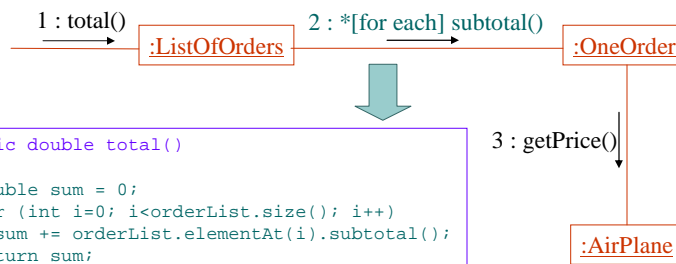 1 : total()
2 : *[for each] subtotal()
:ListOfOrders
:OneOrder
3 : getPrice()
:AirPlane
ic double total()
uble sum = 0;
r (int i=0; i<orderList.size(); i++)
sum += orderList.elementAt(i).subtotal();
turn sum;